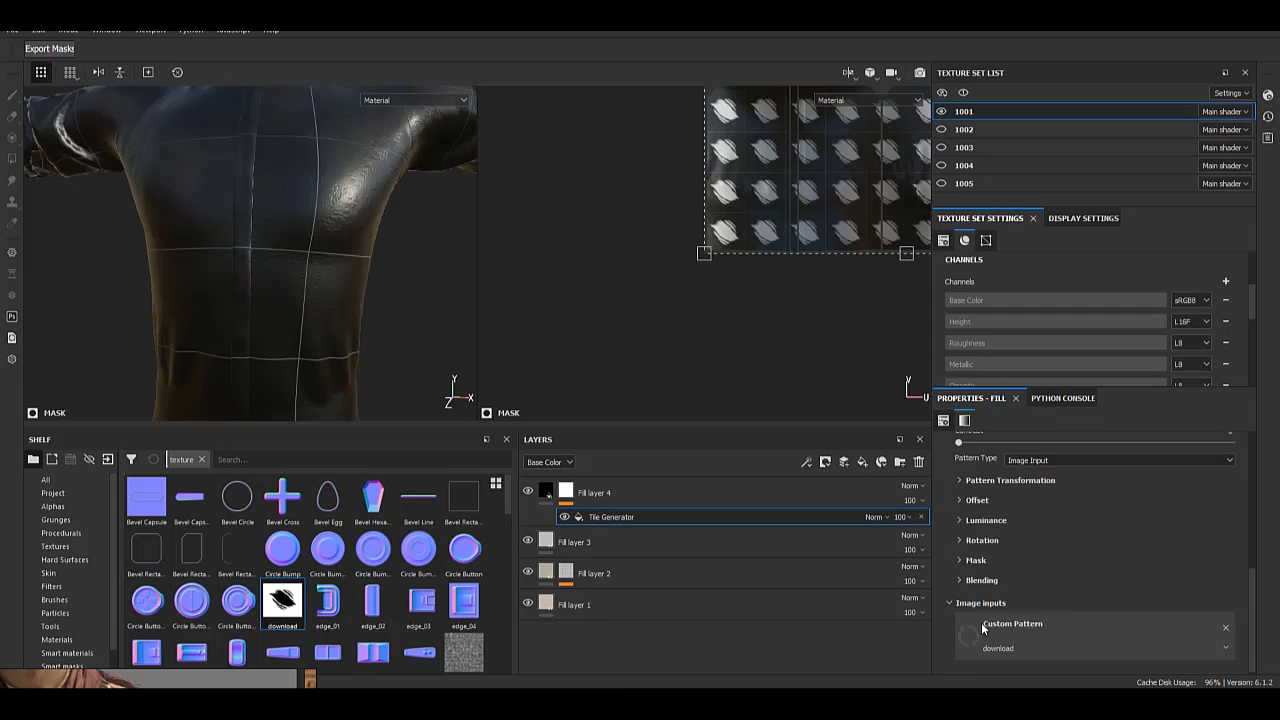 Export Masks
Material
Material
MASK
MASK
Y
X
Z
V
U
TEXTURE SET LIST
Settings
1001 Main shader
1002 Main shader
1003 Main shader
1004 Main shader
1005 Main shader
TEXTURE SET SETTINGS DISPLAY SETTINGS
CHANNELS
Channels
Base Color sRGB8
Height L16F
Roughness L8
Metallic L8
PROPERTIES - FILL PYTHON CONSOLE
Pattern Type Image Input
Pattern Transformation
Offset
Luminance
Rotation
Mask
Blending
Image inputs
Custom Pattern
download
SHELF
texture Search...
All
Project
Alphas
Grunges
Procedurals
Textures
Hard Surfaces
Skin
Filters
Brushes
Particles
Tools
Materials
Smart materials
Smart masks
Bevel Capsule Bevel Caps... Bevel Circle Bevel Cross Bevel Egg Bevel Hexa... Bevel Line Bevel Recta...
Bevel Recta... Bevel Recta... Bevel Recta... Circle Bump Circle Bum... Circle Bum... Circle Bum... Circle Button
Circle Butto... Circle Butto... Circle Butto... download edge_01 edge_02 edge_03 edge_04
LAYERS
Base Color
Fill layer 4 Norm 100
Tile Generator Norm 100
Fill layer 3 Norm 100
Fill layer 2 Norm 100
Fill layer 1 Norm 100
Cache Disk Usage: 96% | Version: 6.1.2